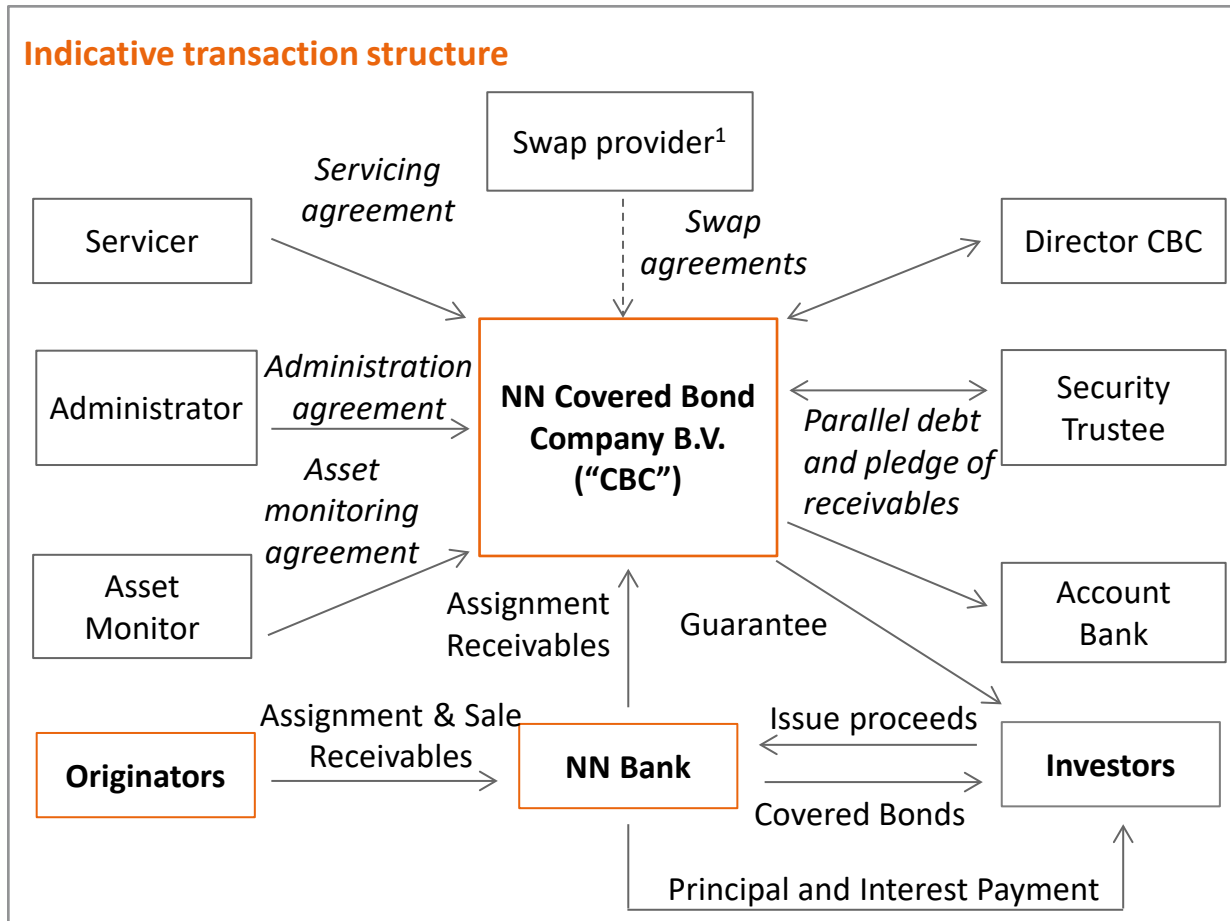 Indicative transaction structure
Swap provider1
Servicing
agreement
Servicer
Swap
agreements
Director CBC
Administrator
Administration
agreement
NN Covered Bond
Company B.V.
(“CBC”)
Security
Trustee
Parallel debt
and pledge of
receivables
Asset
monitoring
agreement
Asset
Monitor
Assignment
Receivables
Guarantee
Account
Bank
Originators
Assignment & Sale
Receivables
NN Bank
Issue proceeds
Covered Bonds
Investors
Principal and Interest Payment